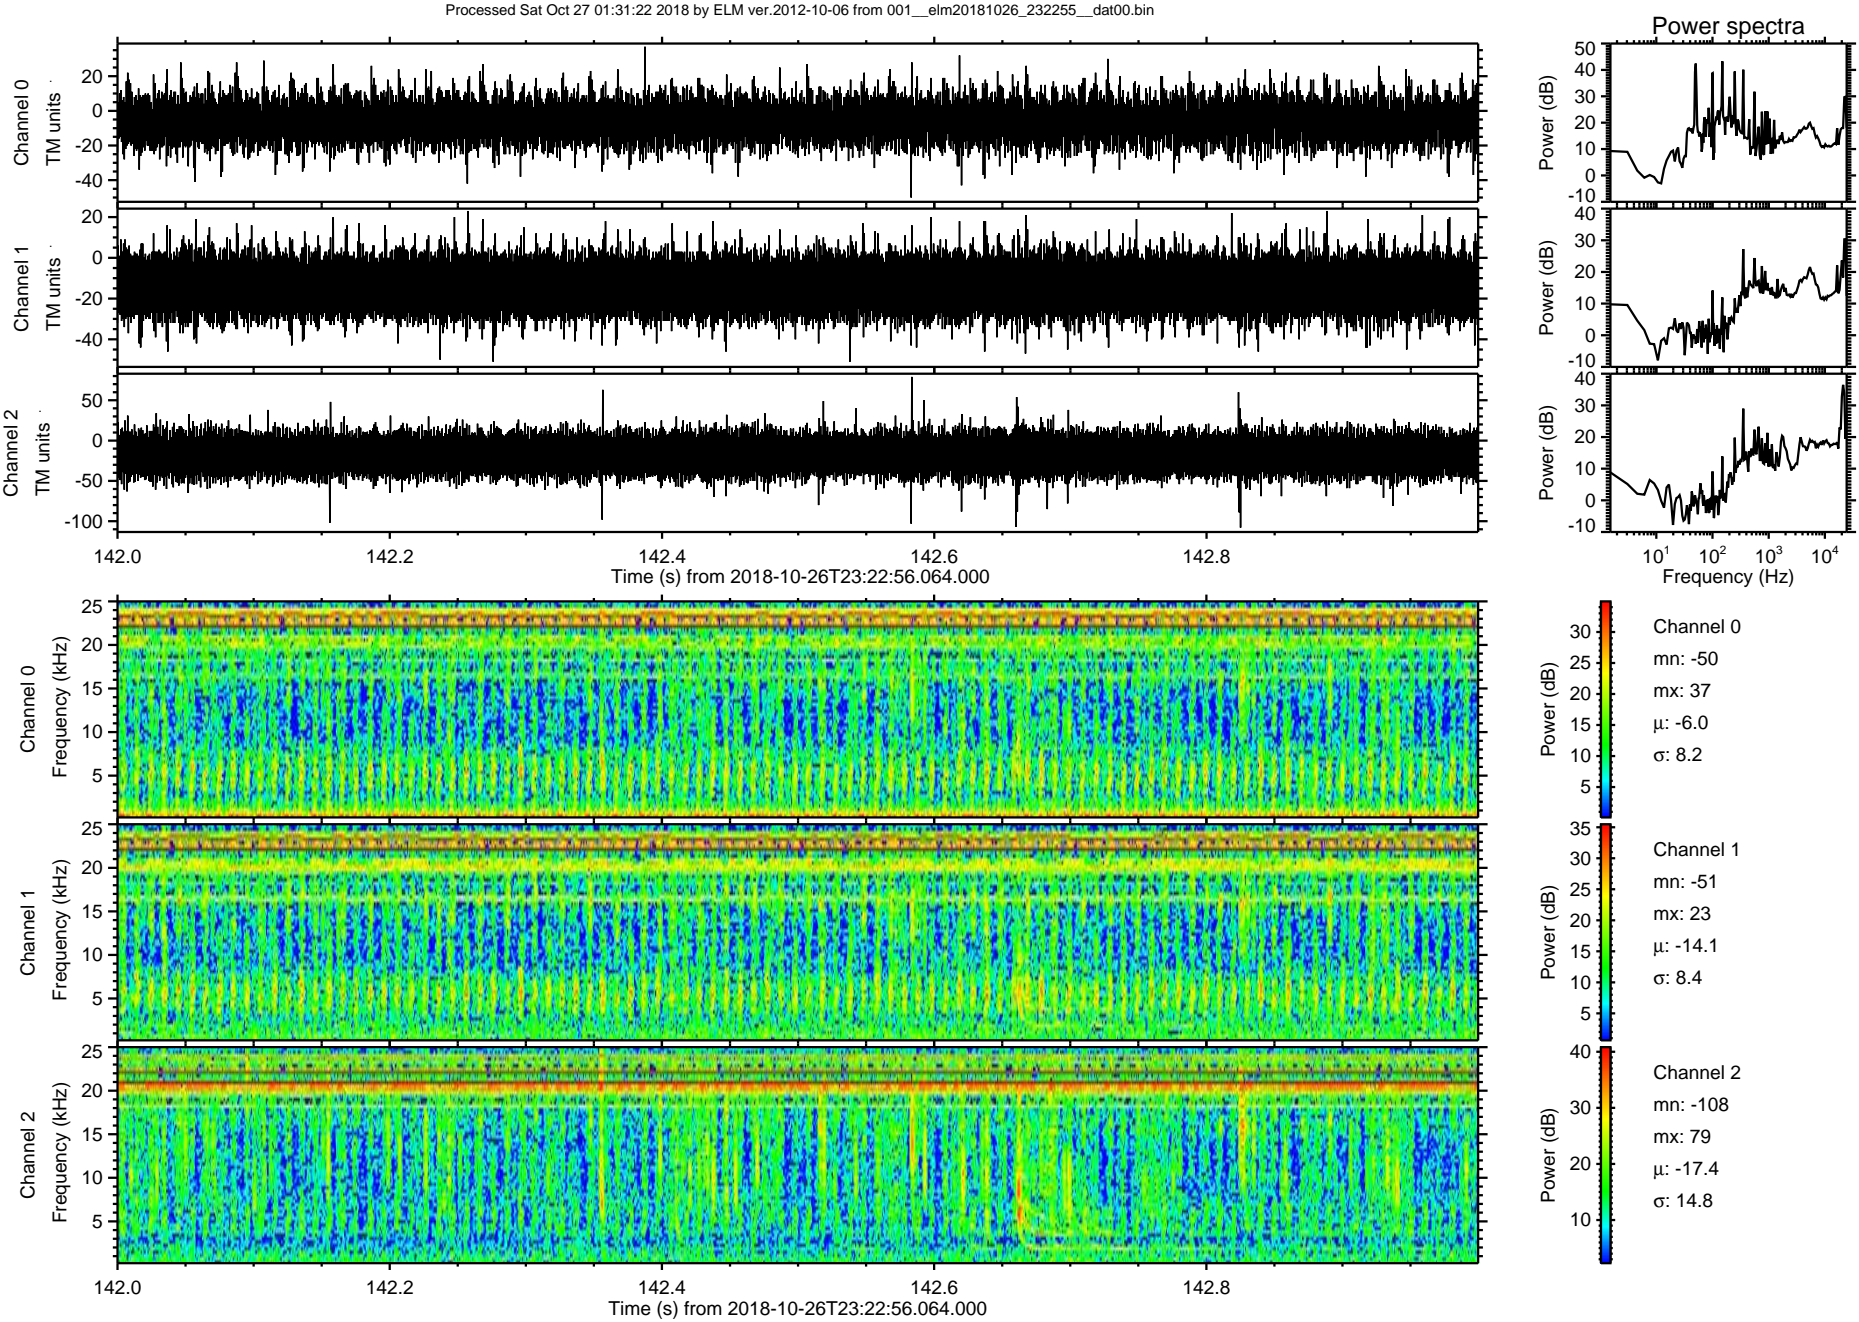 Processed Sat Oct 27 01:31:22 2018 by ELM ver.2012-10-06 from 001__elm20181026_232255__dat00.bin
Power spectra
Channel 0
TM units
20
0
-20
-40
Power (dB)
50
40
30
20
10
0
-10
Channel 1
TM units
20
0
-20
-40
Power (dB)
40
30
20
10
0
-10
Channel 2
TM units
50
0
-50
-100
Power (dB)
40
30
20
10
0
-10
142.0 142.2 142.4 142.6 142.8
Time (s) from 2018-10-26T23:22:56.064.000
10¹ 10² 10³ 10⁴
Frequency (Hz)
Channel 0
Frequency (kHz)
25
20
15
10
5
Power (dB)
30
25
20
15
10
5
Channel 0
mn: -50
mx: 37
µ: -6.0
σ: 8.2
Channel 1
Frequency (kHz)
25
20
15
10
5
Power (dB)
35
30
25
20
15
10
5
Channel 1
mn: -51
mx: 23
µ: -14.1
σ: 8.4
Channel 2
Frequency (kHz)
25
20
15
10
5
Power (dB)
40
30
20
10
Channel 2
mn: -108
mx: 79
µ: -17.4
σ: 14.8
142.0 142.2 142.4 142.6 142.8
Time (s) from 2018-10-26T23:22:56.064.000